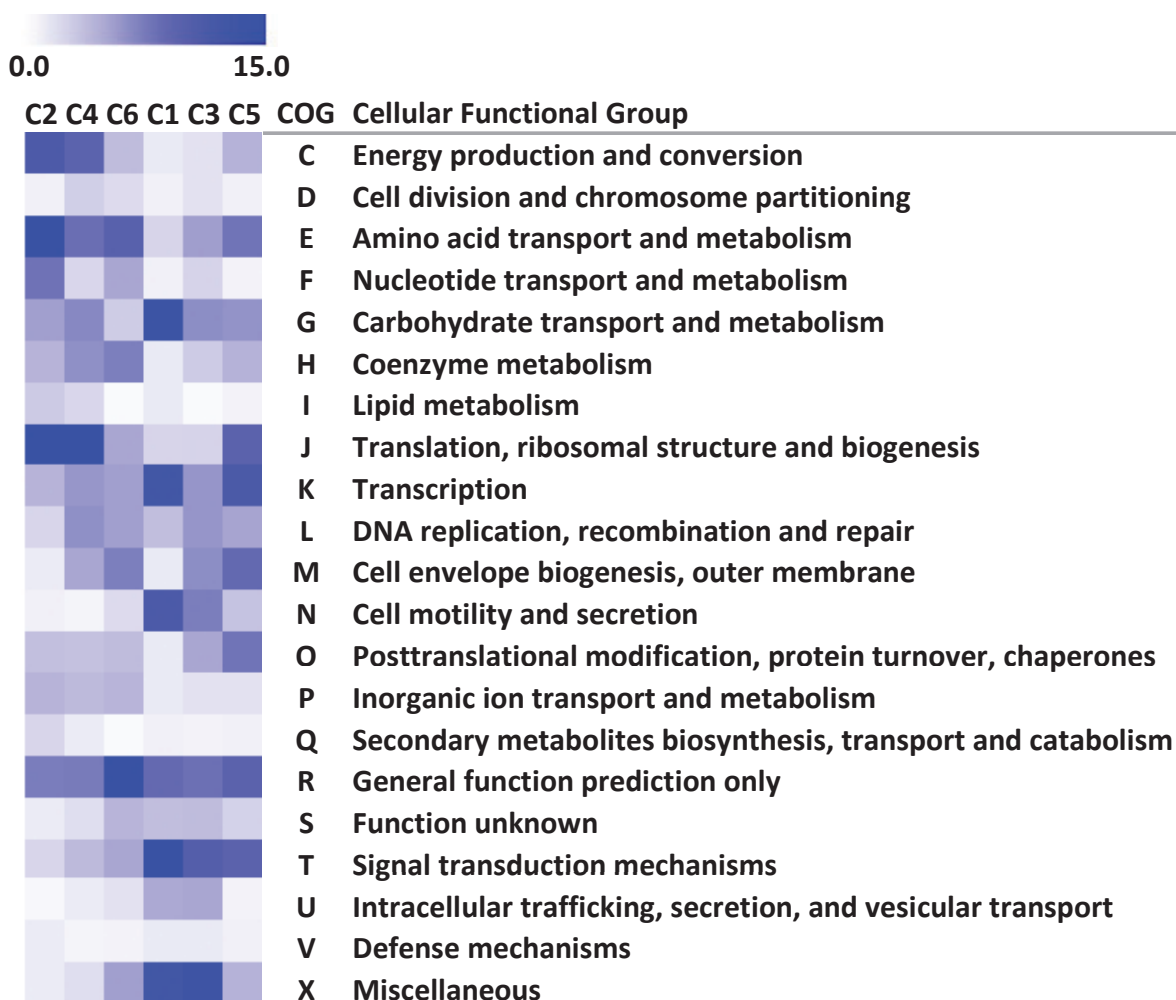 0.0 15.0
C2 C4 C6 C1 C3 C5 COG Cellular Functional Group
C Energy production and conversion
D Cell division and chromosome partitioning
E Amino acid transport and metabolism
F Nucleotide transport and metabolism
G Carbohydrate transport and metabolism
H Coenzyme metabolism
I Lipid metabolism
J Translation, ribosomal structure and biogenesis
K Transcription
L DNA replication, recombination and repair
M Cell envelope biogenesis, outer membrane
N Cell motility and secretion
O Posttranslational modification, protein turnover, chaperones
P Inorganic ion transport and metabolism
Q Secondary metabolites biosynthesis, transport and catabolism
R General function prediction only
S Function unknown
T Signal transduction mechanisms
U Intracellular trafficking, secretion, and vesicular transport
V Defense mechanisms
X Miscellaneous